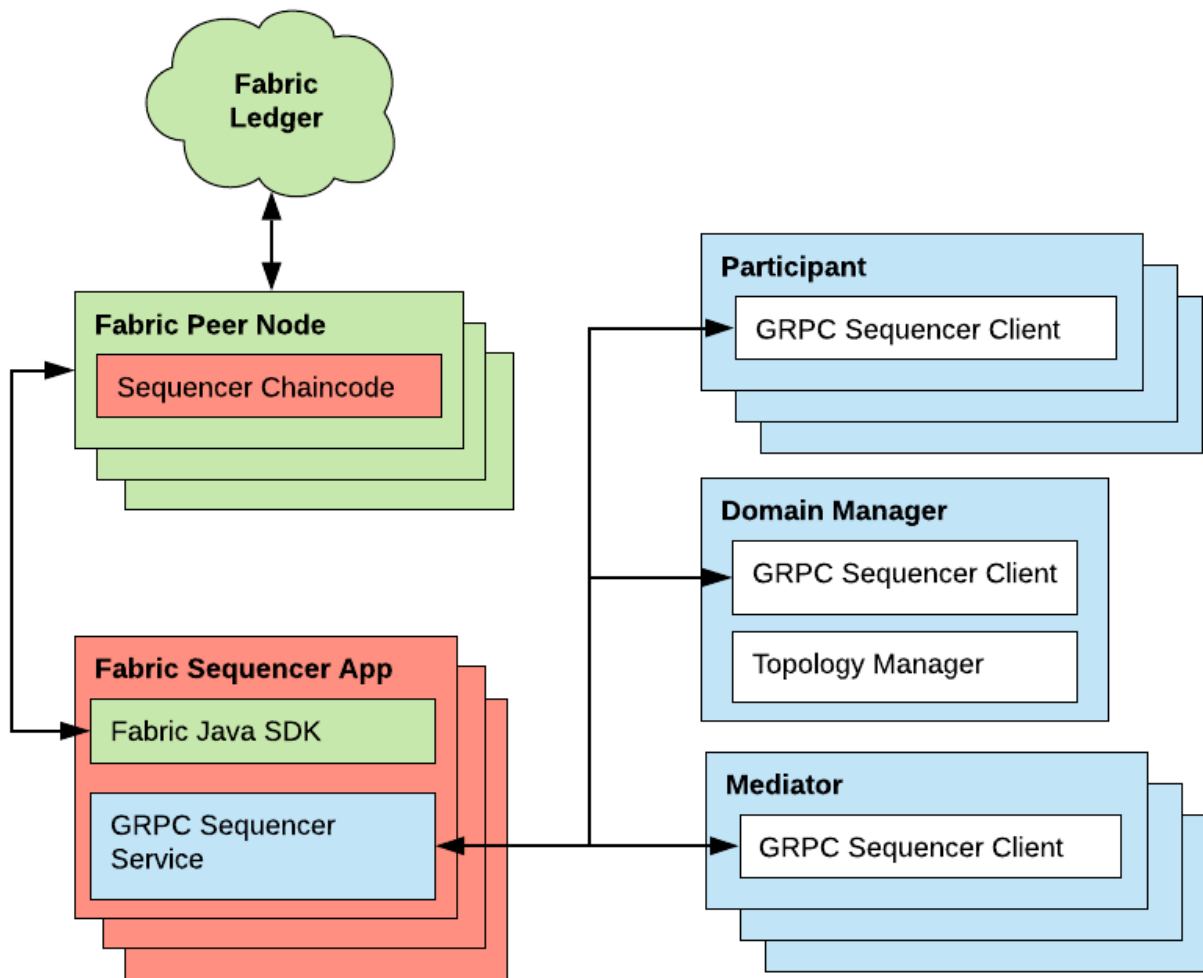 Fabric
Ledger
Fabric Peer Node
Sequencer Chaincode
Fabric Sequencer App
Fabric Java SDK
GRPC Sequencer
Service
Participant
GRPC Sequencer Client
Domain Manager
GRPC Sequencer Client
Topology Manager
Mediator
GRPC Sequencer Client